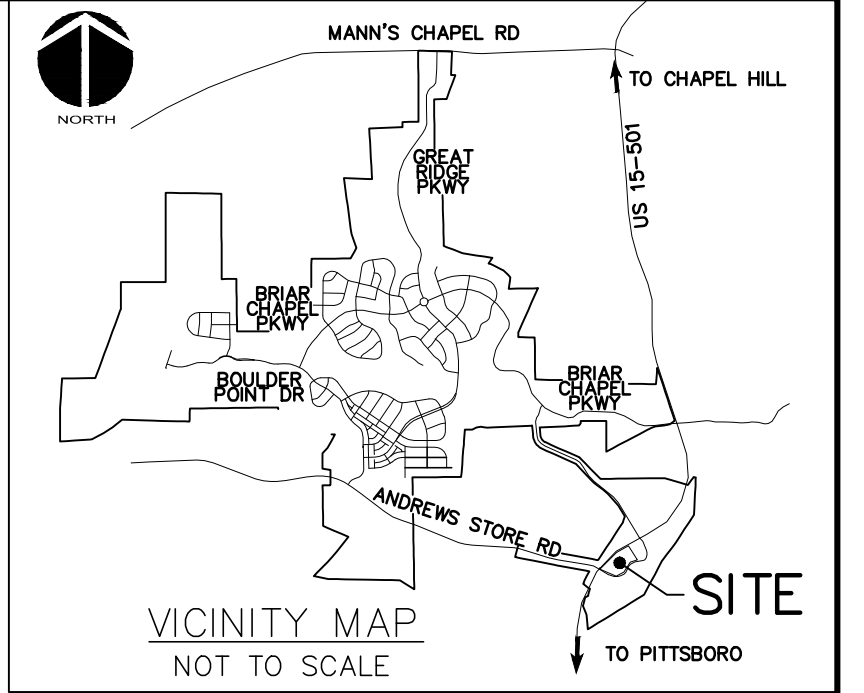 MANN'S CHAPEL RD
NORTH
TO CHAPEL HILL
US 15-501
GREAT
RIDGE
PKWY
BRIAR
CHAPEL
PKWY
BOULDER
POINT DR
BRIAR
CHAPEL
PKWY
ANDREWS STORE RD
SITE
VICINITY MAP
NOT TO SCALE
TO PITTSBORO